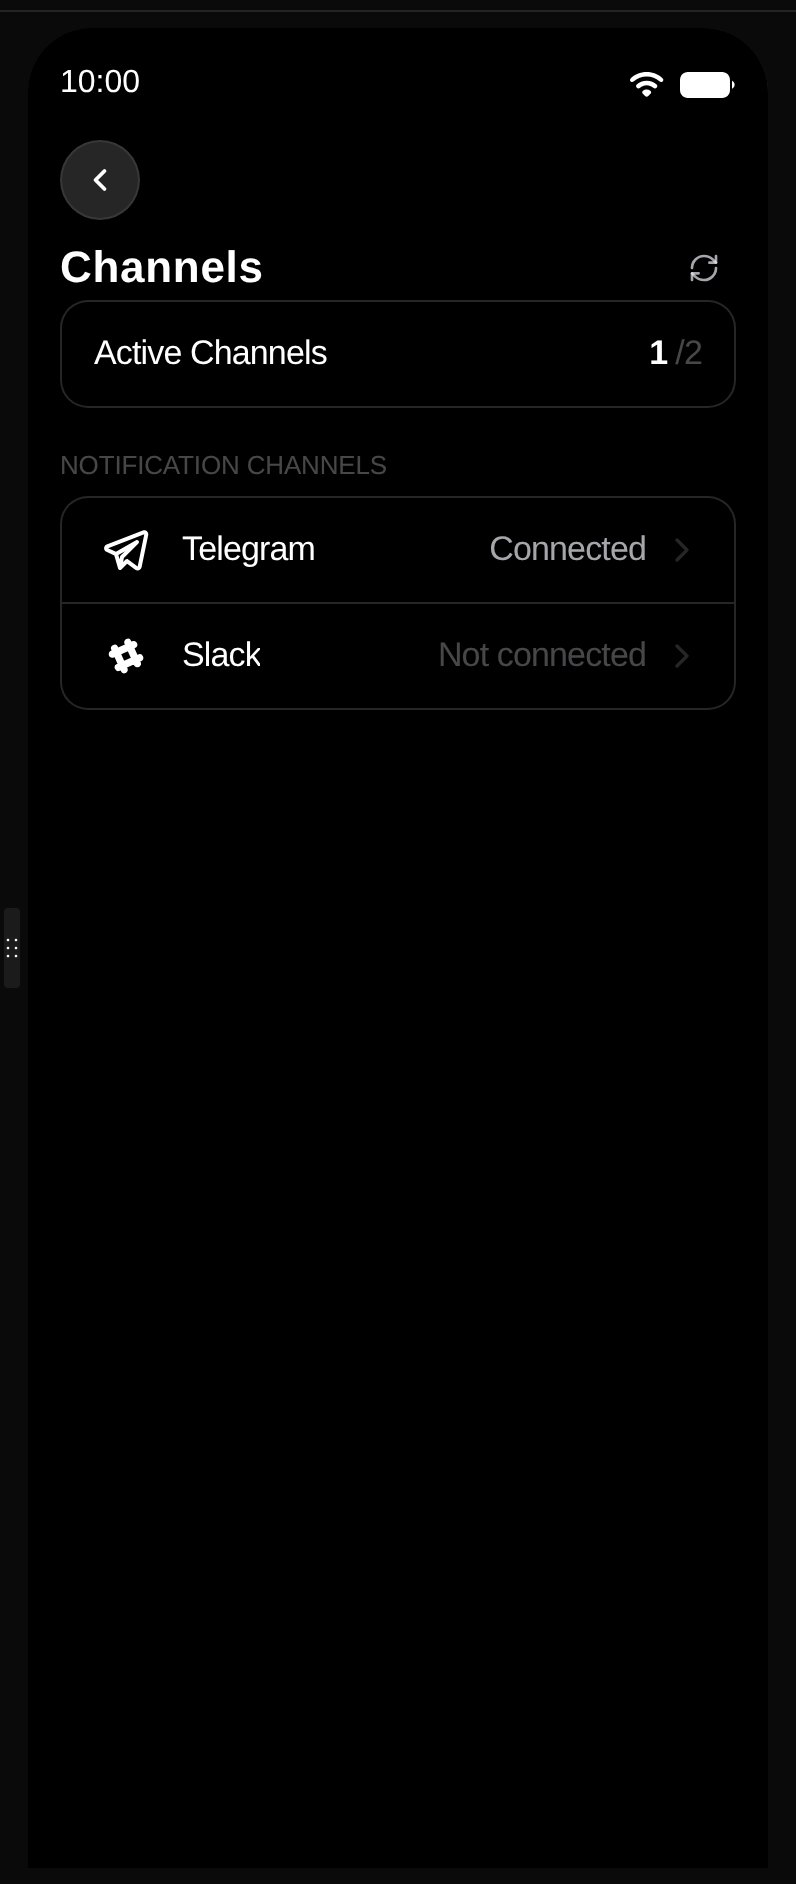 10:00
Channels
Active Channels 1 /2
NOTIFICATION CHANNELS
Telegram Connected
Slack Not connected